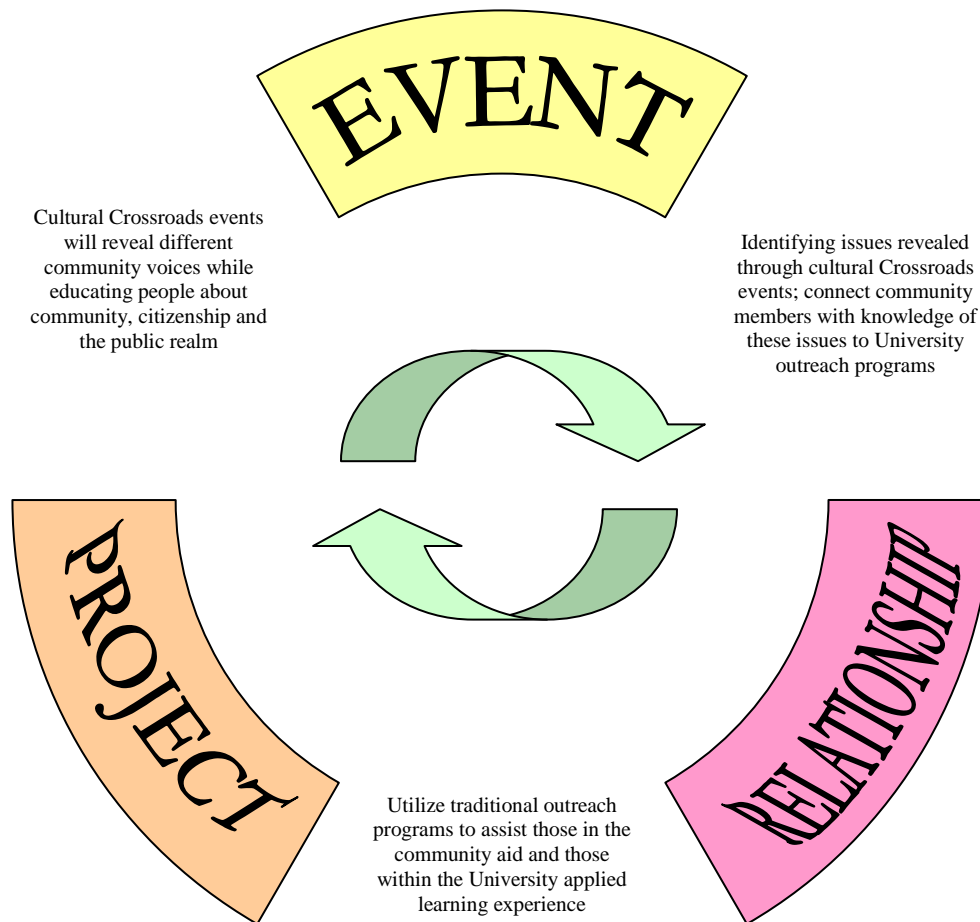 EVENT
Cultural Crossroads events
will reveal different
community voices while
educating people about
community, citizenship and
the public realm
Identifying issues revealed
through cultural Crossroads
events; connect community
members with knowledge of
these issues to University
outreach programs
PROJECT
RELATIONSHIP
Utilize traditional outreach
programs to assist those in the
community aid and those
within the University applied
learning experience